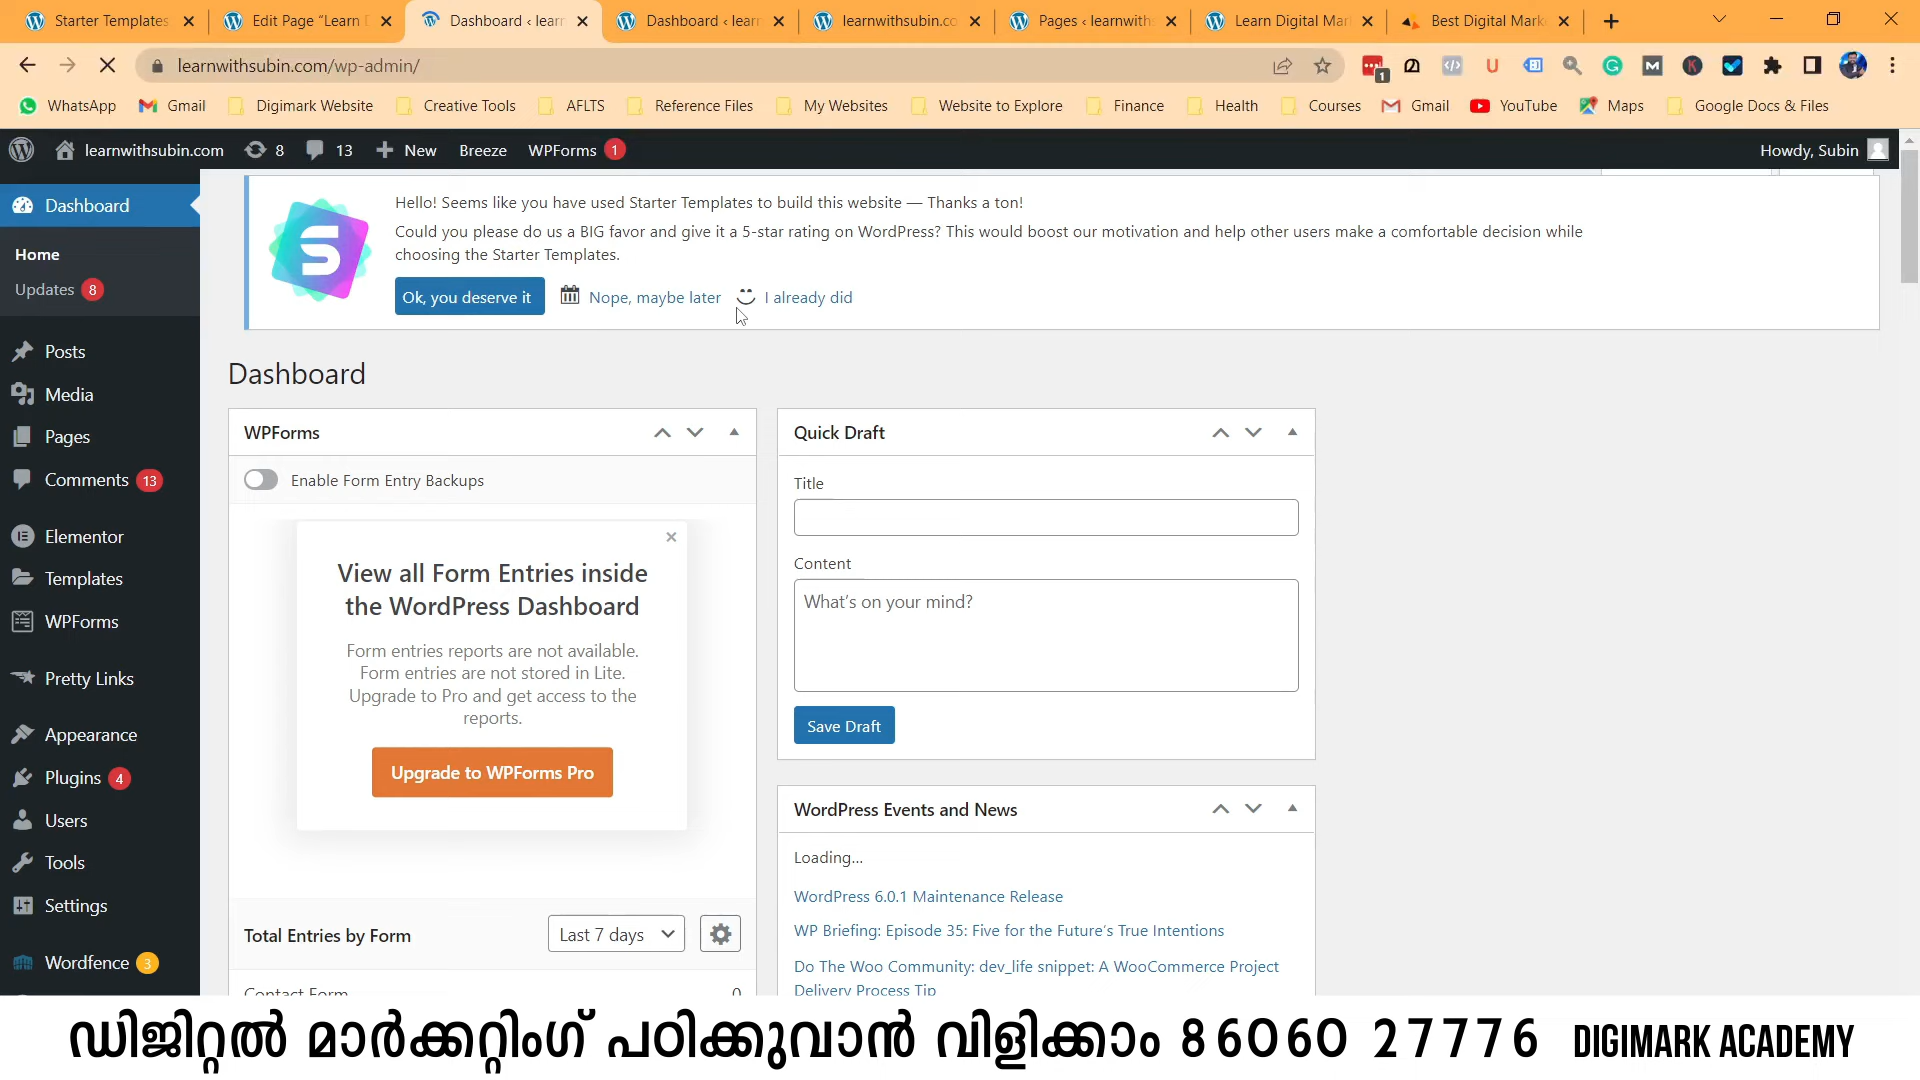 Starter Templates
Edit Page “Learn D
Dashboard ‹ learn
Dashboard ‹ learn
learnwithsubin.co
Pages ‹ learnwiths
Learn Digital Mar
Best Digital Mark
learnwithsubin.com/wp-admin/
1
WhatsApp
Gmail
Digimark Website
Creative Tools
AFLTS
Reference Files
My Websites
Website to Explore
Finance
Health
Courses
Gmail
YouTube
Maps
Google Docs & Files
learnwithsubin.com
8
13
New
Breeze
WPForms 1
Howdy, Subin
Dashboard
Home
Updates 8
Posts
Media
Pages
Comments 13
Elementor
Templates
WPForms
Pretty Links
Appearance
Plugins 4
Users
Tools
Settings
Wordfence 3
Hello! Seems like you have used Starter Templates to build this website — Thanks a ton!
Could you please do us a BIG favor and give it a 5-star rating on WordPress? This would boost our motivation and help other users make a comfortable decision while
choosing the Starter Templates.
Ok, you deserve it
Nope, maybe later
I already did
Dashboard
WPForms
Enable Form Entry Backups
View all Form Entries inside
the WordPress Dashboard
Form entries reports are not available.
Form entries are not stored in Lite.
Upgrade to Pro and get access to the
reports.
Upgrade to WPForms Pro
Total Entries by Form
Last 7 days
Contact Form
0
Quick Draft
Title
Content
What’s on your mind?
Save Draft
WordPress Events and News
Loading…
WordPress 6.0.1 Maintenance Release
WP Briefing: Episode 35: Five for the Future’s True Intentions
Do The Woo Community: dev_life snippet: A WooCommerce Project
Delivery Process Tip
ഡിജിറ്റൽ മാർക്കറ്റിംഗ് പഠിക്കുവാൻ വിളിക്കാം 86060 27776 DIGIMARK ACADEMY